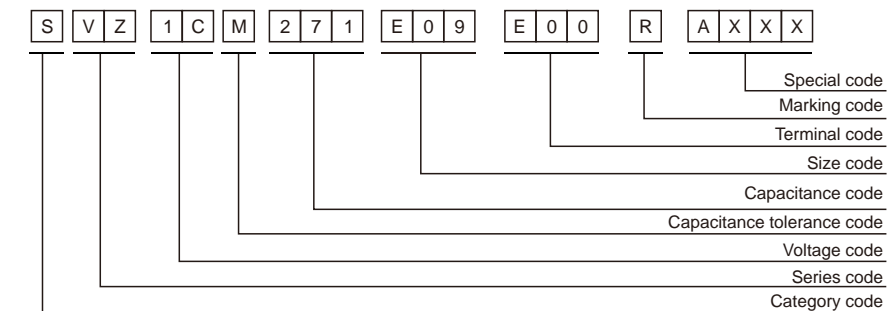 S V Z 1 C M 2 7 1 E 0 9 E 0 0 R A X X X
Special code
Marking code
Terminal code
Size code
Capacitance code
Capacitance tolerance code
Voltage code
Series code
Category code